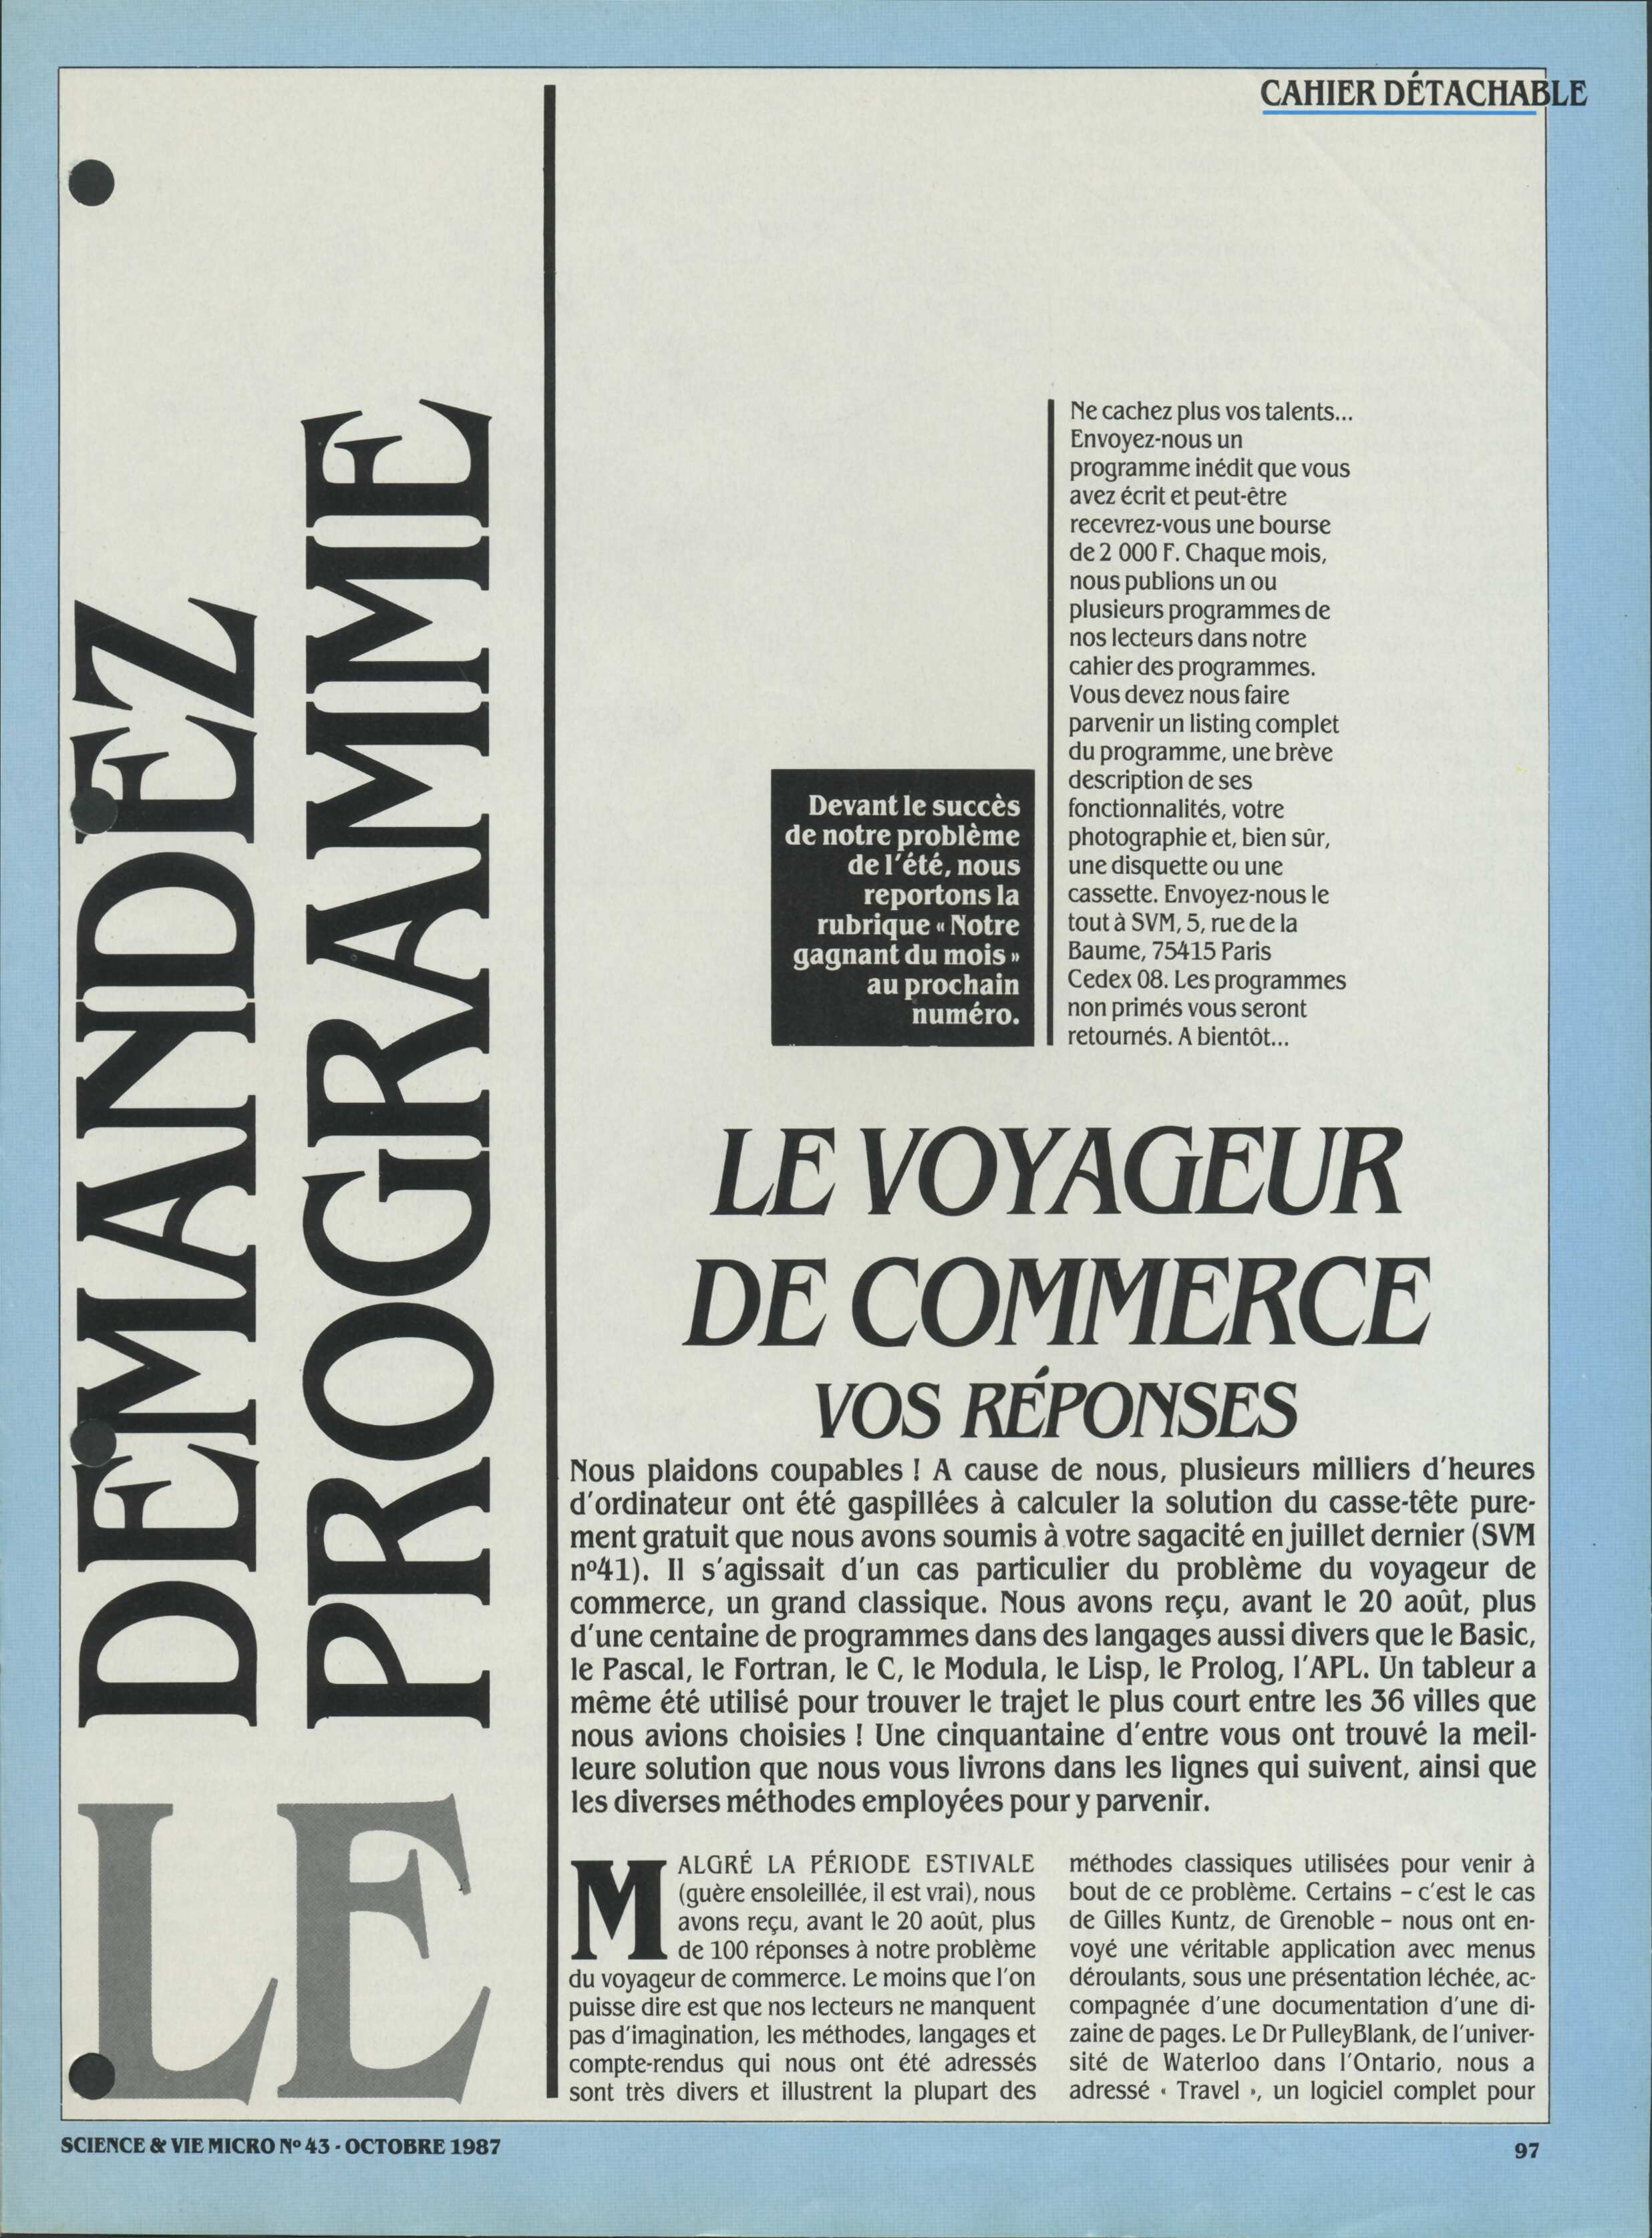 CAHIER DÉTACHABLE
DEMANDEZ
LE PROGRAMME
Ne cachez plus vos talents...
Envoyez-nous un
programme inédit que vous
avez écrit et peut-être
recevrez-vous une bourse
de 2 000 F. Chaque mois,
nous publions un ou
plusieurs programmes de
nos lecteurs dans notre
cahier des programmes.
Vous devez nous faire
parvenir un listing complet
du programme, une brève
description de ses
fonctionnalités, votre
photographie et, bien sûr,
une disquette ou une
cassette. Envoyez-nous le
tout à SVM, 5, rue de la
Baume, 75415 Paris
Cedex 08. Les programmes
non primés vous seront
retournés. A bientôt...
Devant le succès
de notre problème
de l'été, nous
reportons la
rubrique « Notre
gagnant du mois »
au prochain
numéro.
LE VOYAGEUR
DE COMMERCE
VOS RÉPONSES
Nous plaidons coupables ! A cause de nous, plusieurs milliers d'heures
d'ordinateur ont été gaspillées à calculer la solution du casse-tête pure-
ment gratuit que nous avons soumis à votre sagacité en juillet dernier (SVM
nº41). Il s'agissait d'un cas particulier du problème du voyageur de
commerce, un grand classique. Nous avons reçu, avant le 20 août, plus
d'une centaine de programmes dans des langages aussi divers que le Basic,
le Pascal, le Fortran, le C, le Modula, le Lisp, le Prolog, l'APL. Un tableur a
même été utilisé pour trouver le trajet le plus court entre les 36 villes que
nous avions choisies ! Une cinquantaine d'entre vous ont trouvé la meil-
leure solution que nous vous livrons dans les lignes qui suivent, ainsi que
les diverses méthodes employées pour y parvenir.
MALGRÉ LA PÉRIODE ESTIVALE
(guère ensoleillée, il est vrai), nous
avons reçu, avant le 20 août, plus
de 100 réponses à notre problème
du voyageur de commerce. Le moins que l'on
puisse dire est que nos lecteurs ne manquent
pas d'imagination, les méthodes, langages et
compte-rendus qui nous ont été adressés
sont très divers et illustrent la plupart des
méthodes classiques utilisées pour venir à
bout de ce problème. Certains – c'est le cas
de Gilles Kuntz, de Grenoble – nous ont en-
voyé une véritable application avec menus
déroulants, sous une présentation léchée, ac-
compagnée d'une documentation d'une di-
zaine de pages. Le Dr PulleyBlank, de l'univer-
sité de Waterloo dans l'Ontario, nous a
adressé « Travel », un logiciel complet pour
SCIENCE & VIE MICRO Nº 43 - OCTOBRE 1987
97